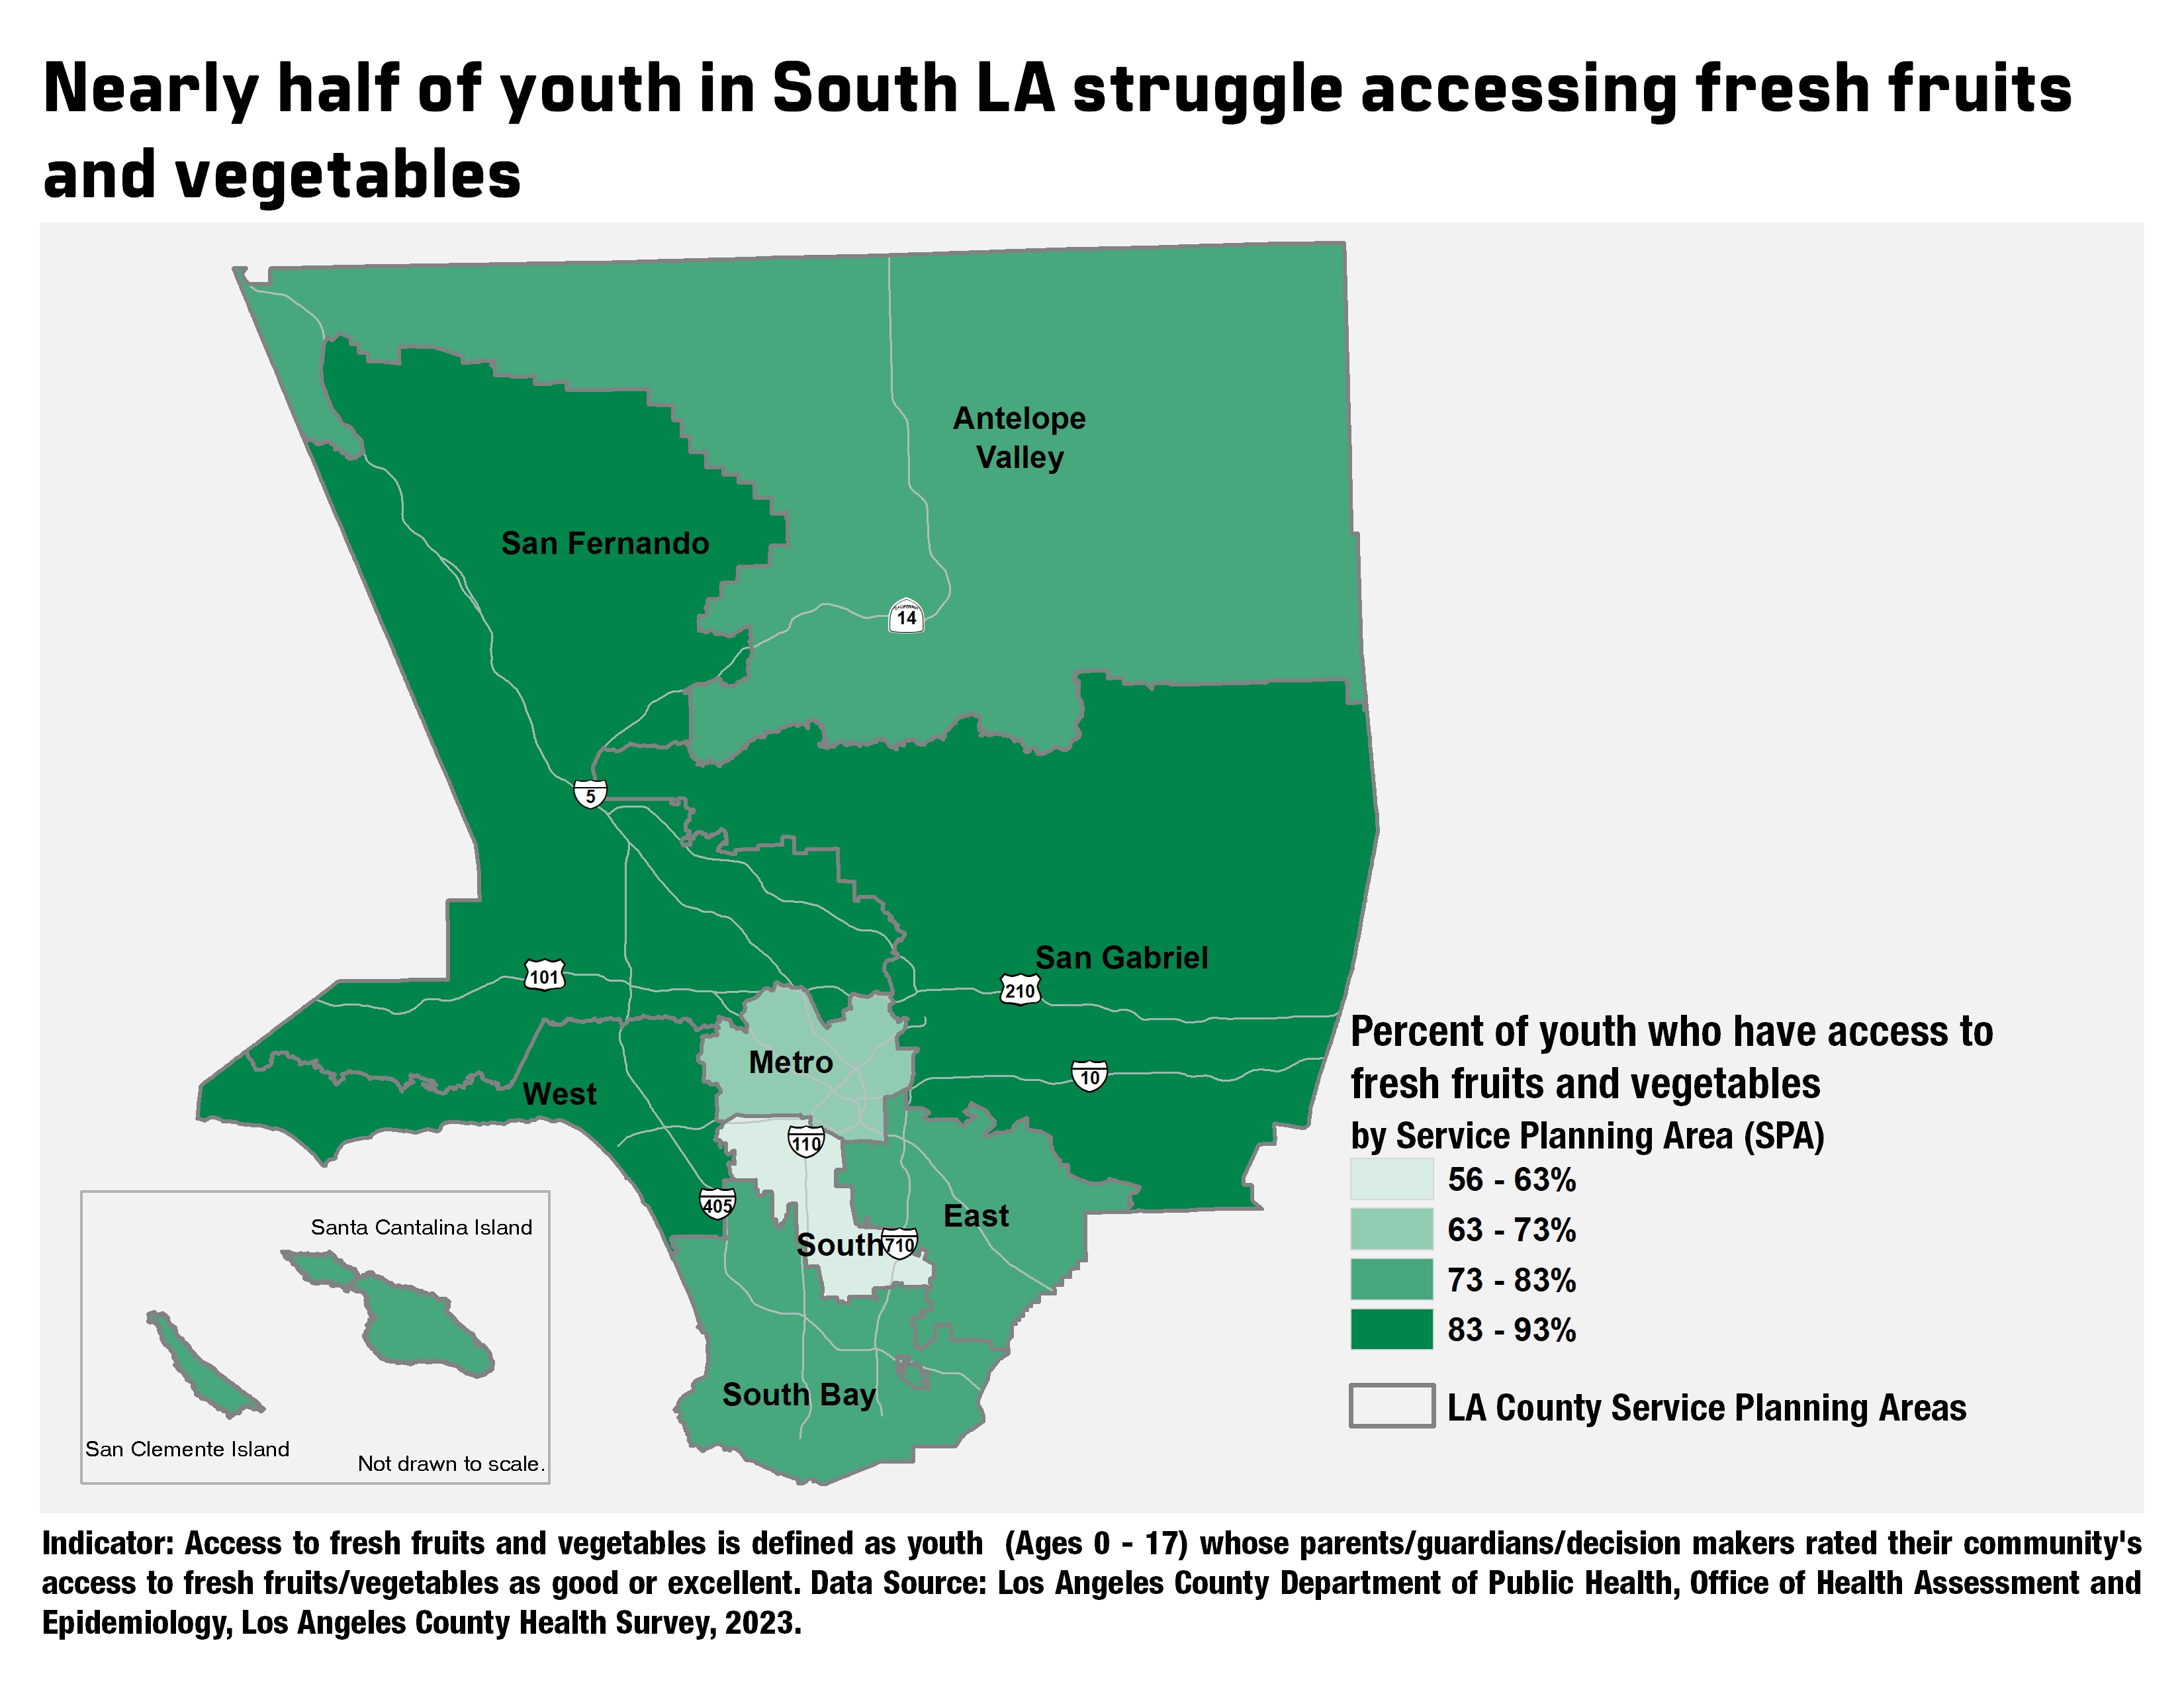 Nearly half of youth in South LA struggle accessing fresh fruits
and vegetables
Antelope
Valley
San Fernando
CALIFORNIA
14
5
San Gabriel
101
210
Metro
10
West
110
405
East
South
710
South Bay
Santa Cantalina Island
San Clemente Island
Not drawn to scale.
Percent of youth who have access to
fresh fruits and vegetables
by Service Planning Area (SPA)
56 - 63%
63 - 73%
73 - 83%
83 - 93%
LA County Service Planning Areas
Indicator: Access to fresh fruits and vegetables is defined as youth (Ages 0 - 17) whose parents/guardians/decision makers rated their community's
access to fresh fruits/vegetables as good or excellent. Data Source: Los Angeles County Department of Public Health, Office of Health Assessment and
Epidemiology, Los Angeles County Health Survey, 2023.